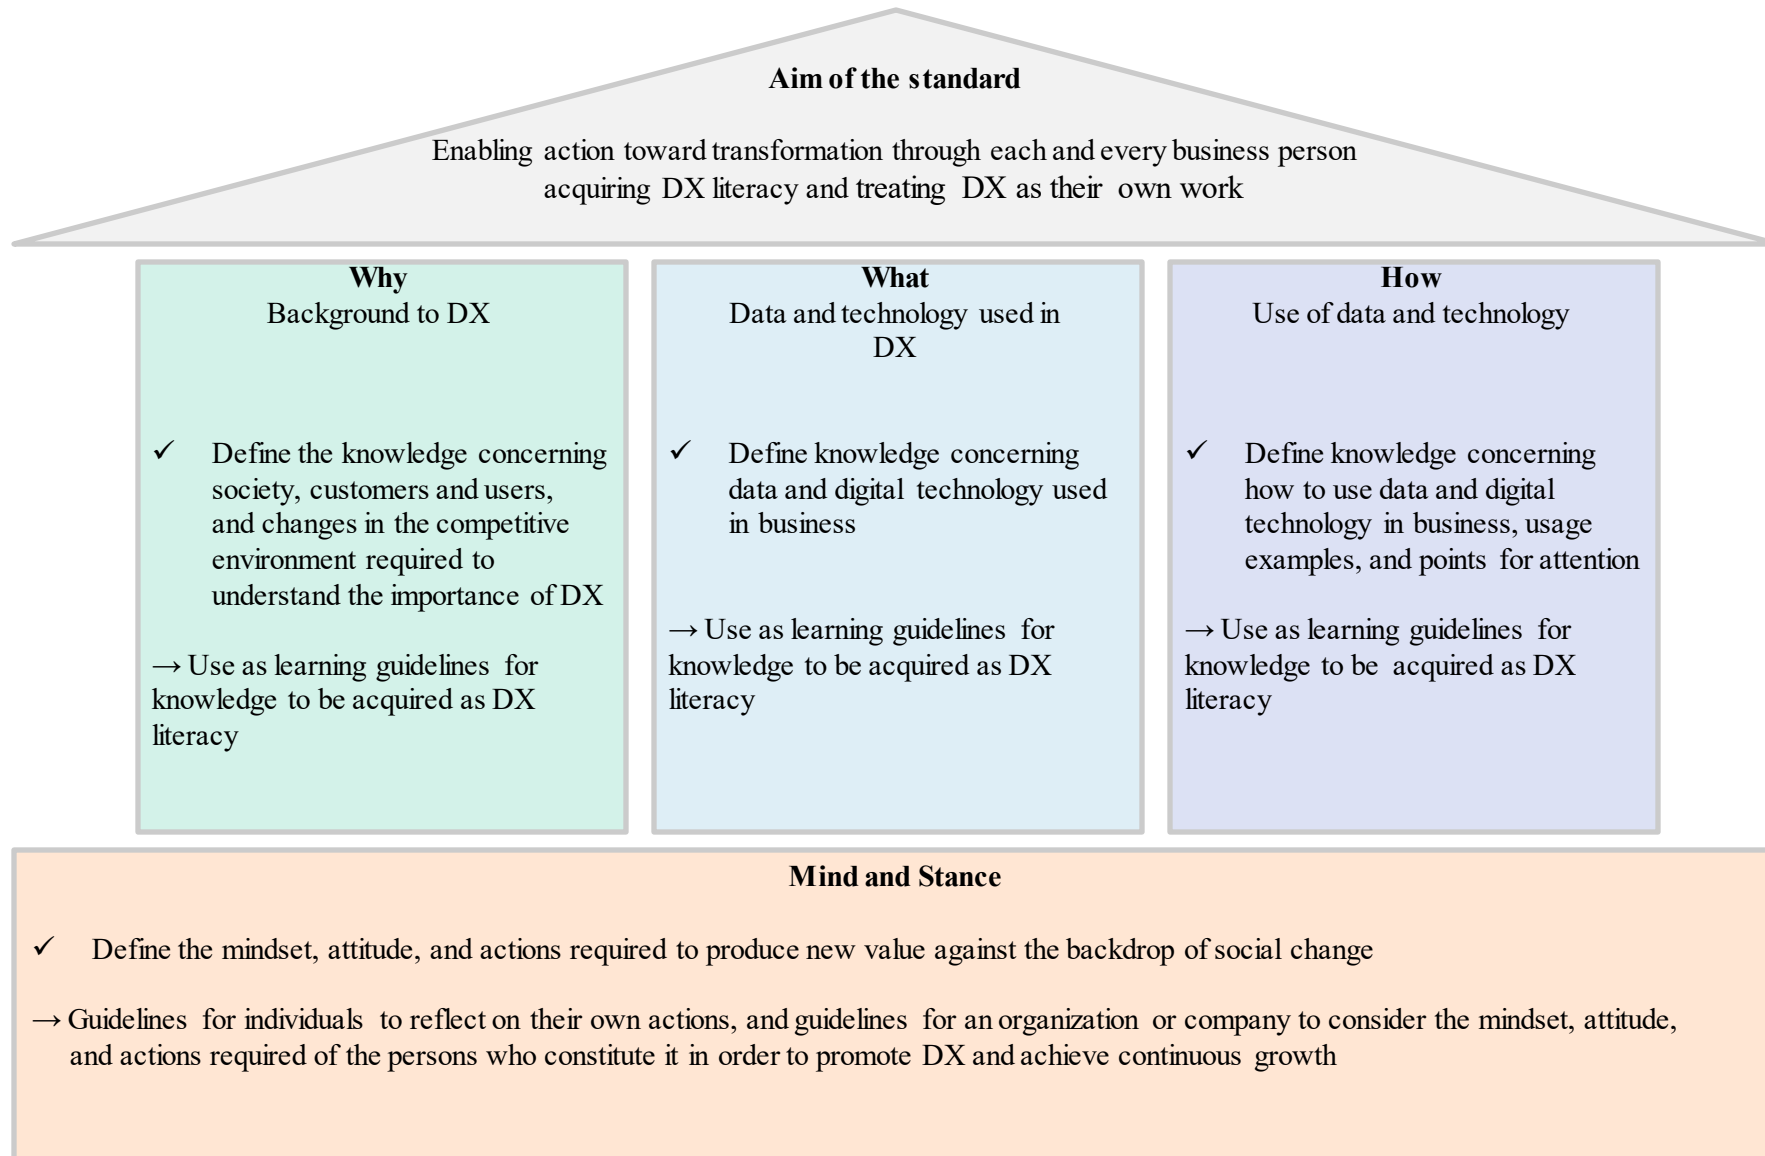 Aim of the standard
Enabling action toward transformation through each and every business person
acquiring DX literacy and treating DX as their own work
Why
Background to DX
✓ Define the knowledge concerning
society, customers and users,
and changes in the competitive
environment required to
understand the importance of DX
→ Use as learning guidelines for
knowledge to be acquired as DX
literacy
What
Data and technology used in
DX
✓ Define knowledge concerning
data and digital technology used
in business
→ Use as learning guidelines for
knowledge to be acquired as DX
literacy
How
Use of data and technology
✓ Define knowledge concerning
how to use data and digital
technology in business, usage
examples, and points for attention
→ Use as learning guidelines for
knowledge to be acquired as DX
literacy
Mind and Stance
✓ Define the mindset, attitude, and actions required to produce new value against the backdrop of social change
→ Guidelines for individuals to reflect on their own actions, and guidelines for an organization or company to consider the mindset, attitude,
and actions required of the persons who constitute it in order to promote DX and achieve continuous growth